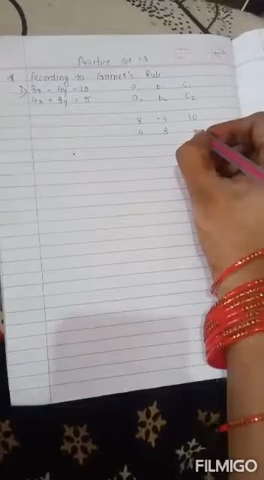 Practice set 1.3
* According to Cramer's Rule
1) 3x - 4y = 10 a₁ b₁ c₁
4x + 3y = 5 a₂ b₂ c₂
3 -4 10
4 3
FILMIGO